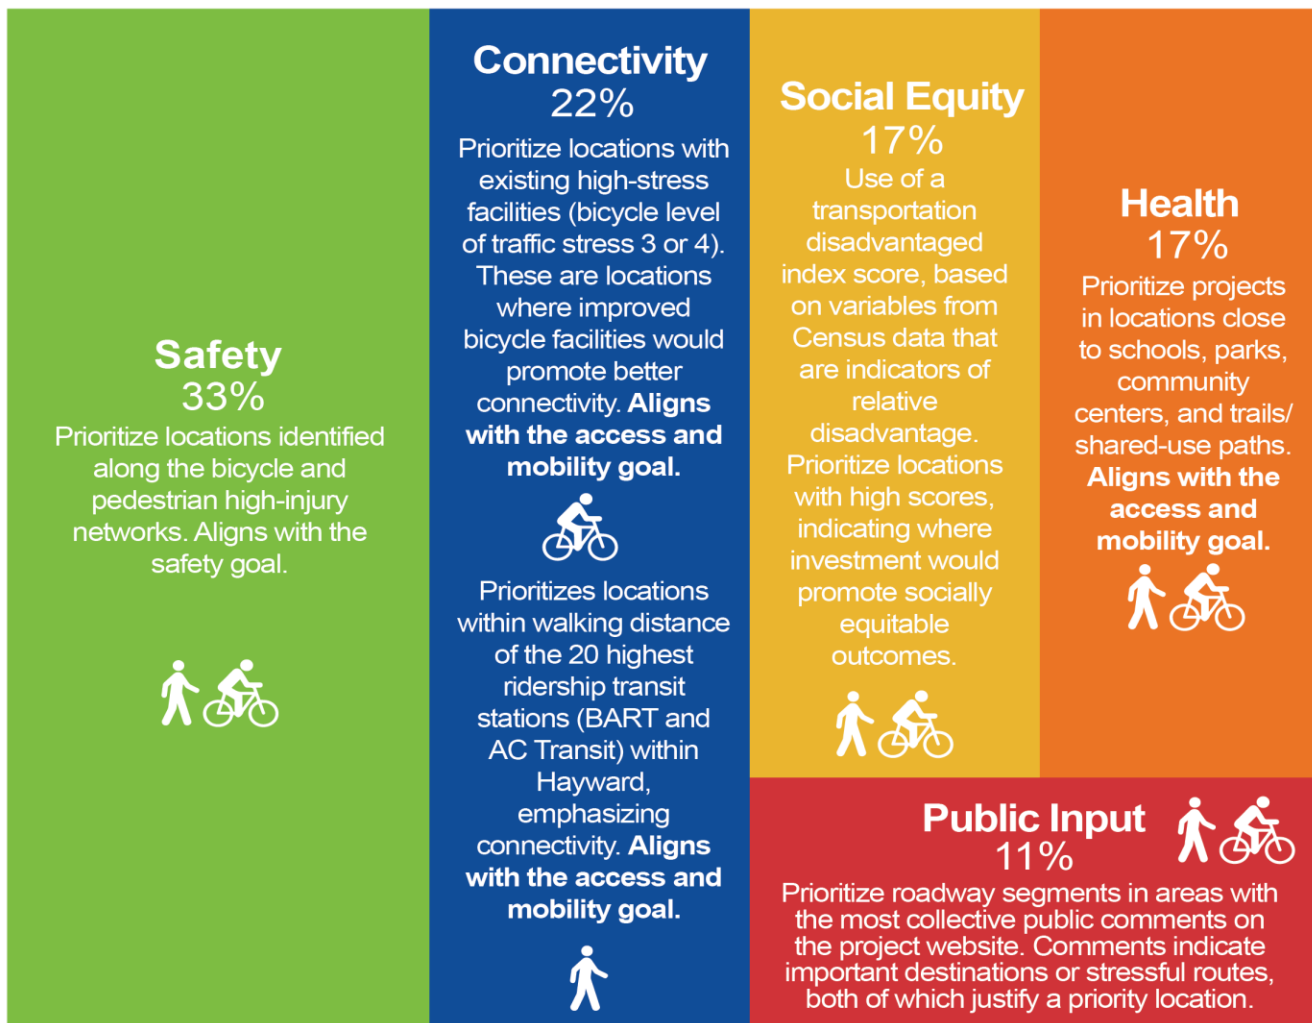 Safety
33%
Prioritize locations identified
along the bicycle and
pedestrian high-injury
networks. Aligns with the
safety goal.
Connectivity
22%
Prioritize locations with
existing high-stress
facilities (bicycle level
of traffic stress 3 or 4).
These are locations
where improved
bicycle facilities would
promote better
connectivity. Aligns
with the access and
mobility goal.
Prioritizes locations
within walking distance
of the 20 highest
ridership transit
stations (BART and
AC Transit) within
Hayward,
emphasizing
connectivity. Aligns
with the access and
mobility goal.
Social Equity
17%
Use of a
transportation
disadvantaged
index score, based
on variables from
Census data that
are indicators of
relative
disadvantage.
Prioritize locations
with high scores,
indicating where
investment would
promote socially
equitable
outcomes.
Health
17%
Prioritize projects
in locations close
to schools, parks,
community
centers, and trails/
shared-use paths.
Aligns with the
access and
mobility goal.
Public Input
11%
Prioritize roadway segments in areas with
the most collective public comments on
the project website. Comments indicate
important destinations or stressful routes,
both of which justify a priority location.